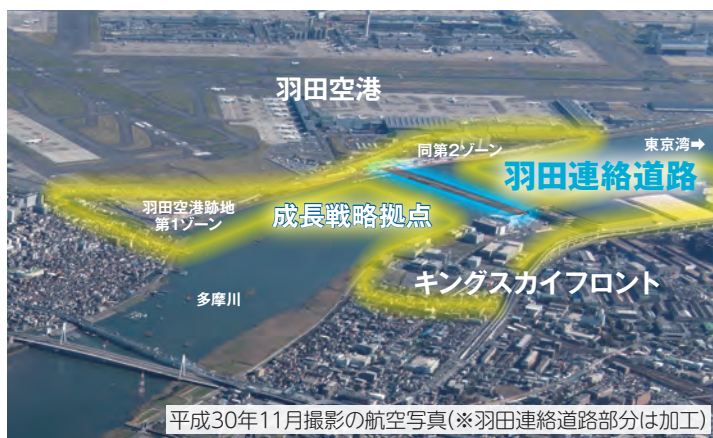 羽田空港
東京湾➡
同第2ゾーン
羽田連絡道路
羽田空港跡地
第1ゾーン
成長戦略拠点
キングスカイフロント
多摩川
平成30年11月撮影の航空写真(※羽田連絡道路部分は加工)